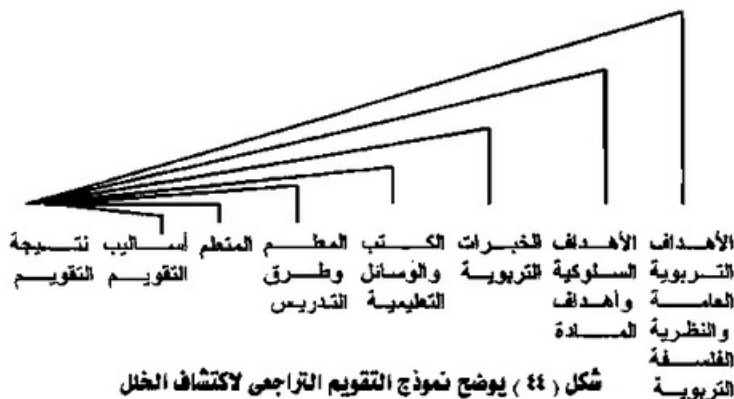 الأهداف
التربوية
العامة
والنظرية
الفلسفة
التربوية
الأهداف
السلوكية
وأهداف
المادة
الخبرات
التربوية
الكتب
والوسائل
التعليمية
المعلم
وطرق
التدريس
المتعلم
أساليب
التقويم
نتيجة
التقويم
شكل ( ٤٤ ) يوضح نموذج التقويم التراجعى لاكتشاف الخلل